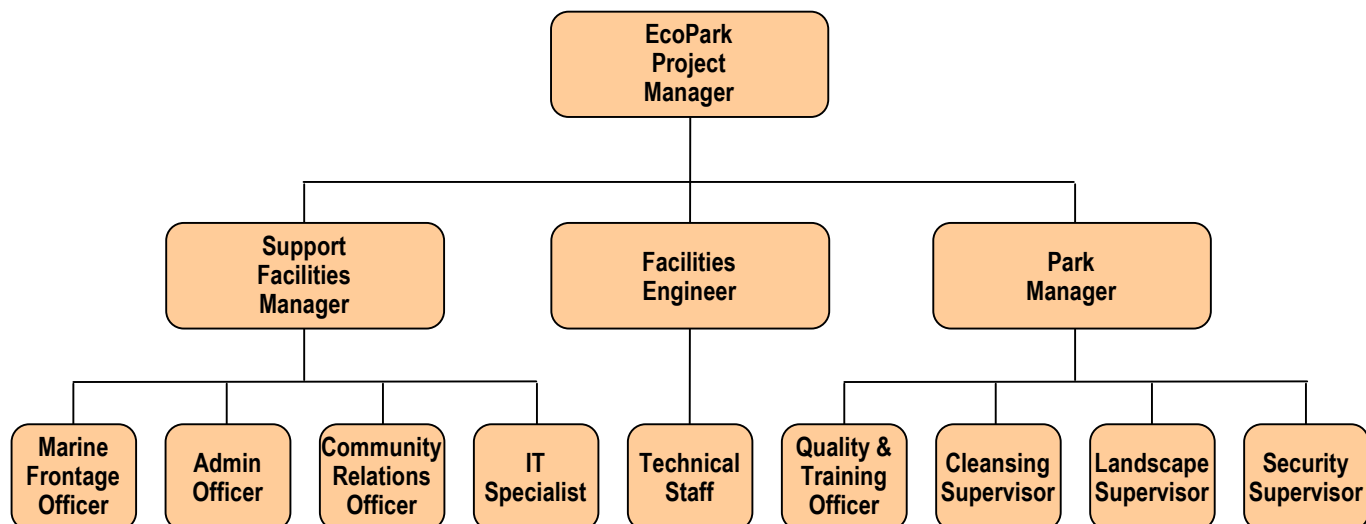 EcoPark
Project
Manager
Support
Facilities
Manager
Facilities
Engineer
Park
Manager
Marine
Frontage
Officer
Admin
Officer
Community
Relations
Officer
IT
Specialist
Technical
Staff
Quality &
Training
Officer
Cleansing
Supervisor
Landscape
Supervisor
Security
Supervisor